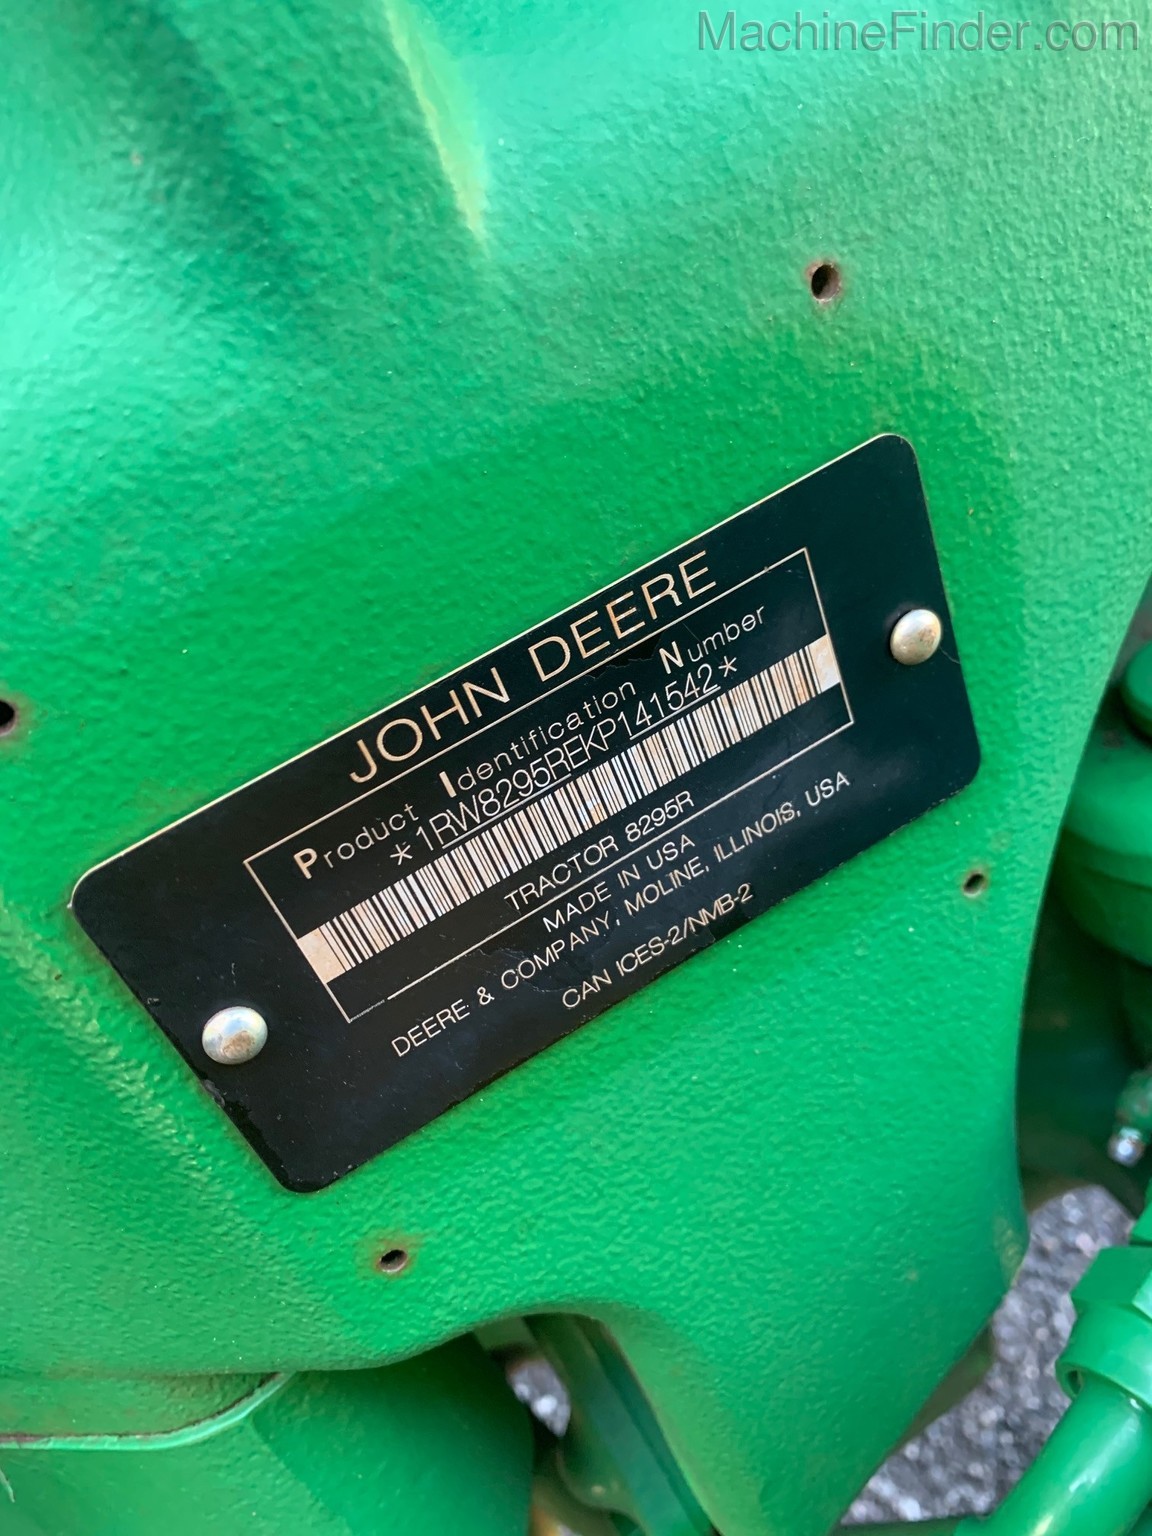 MachineFinder.com
JOHN DEERE
Product Identification Number
*1RW8295REKP141542*
TRACTOR 8295R
MADE IN USA
DEERE & COMPANY, MOLINE, ILLINOIS, USA
CAN ICES-2/NMB-2